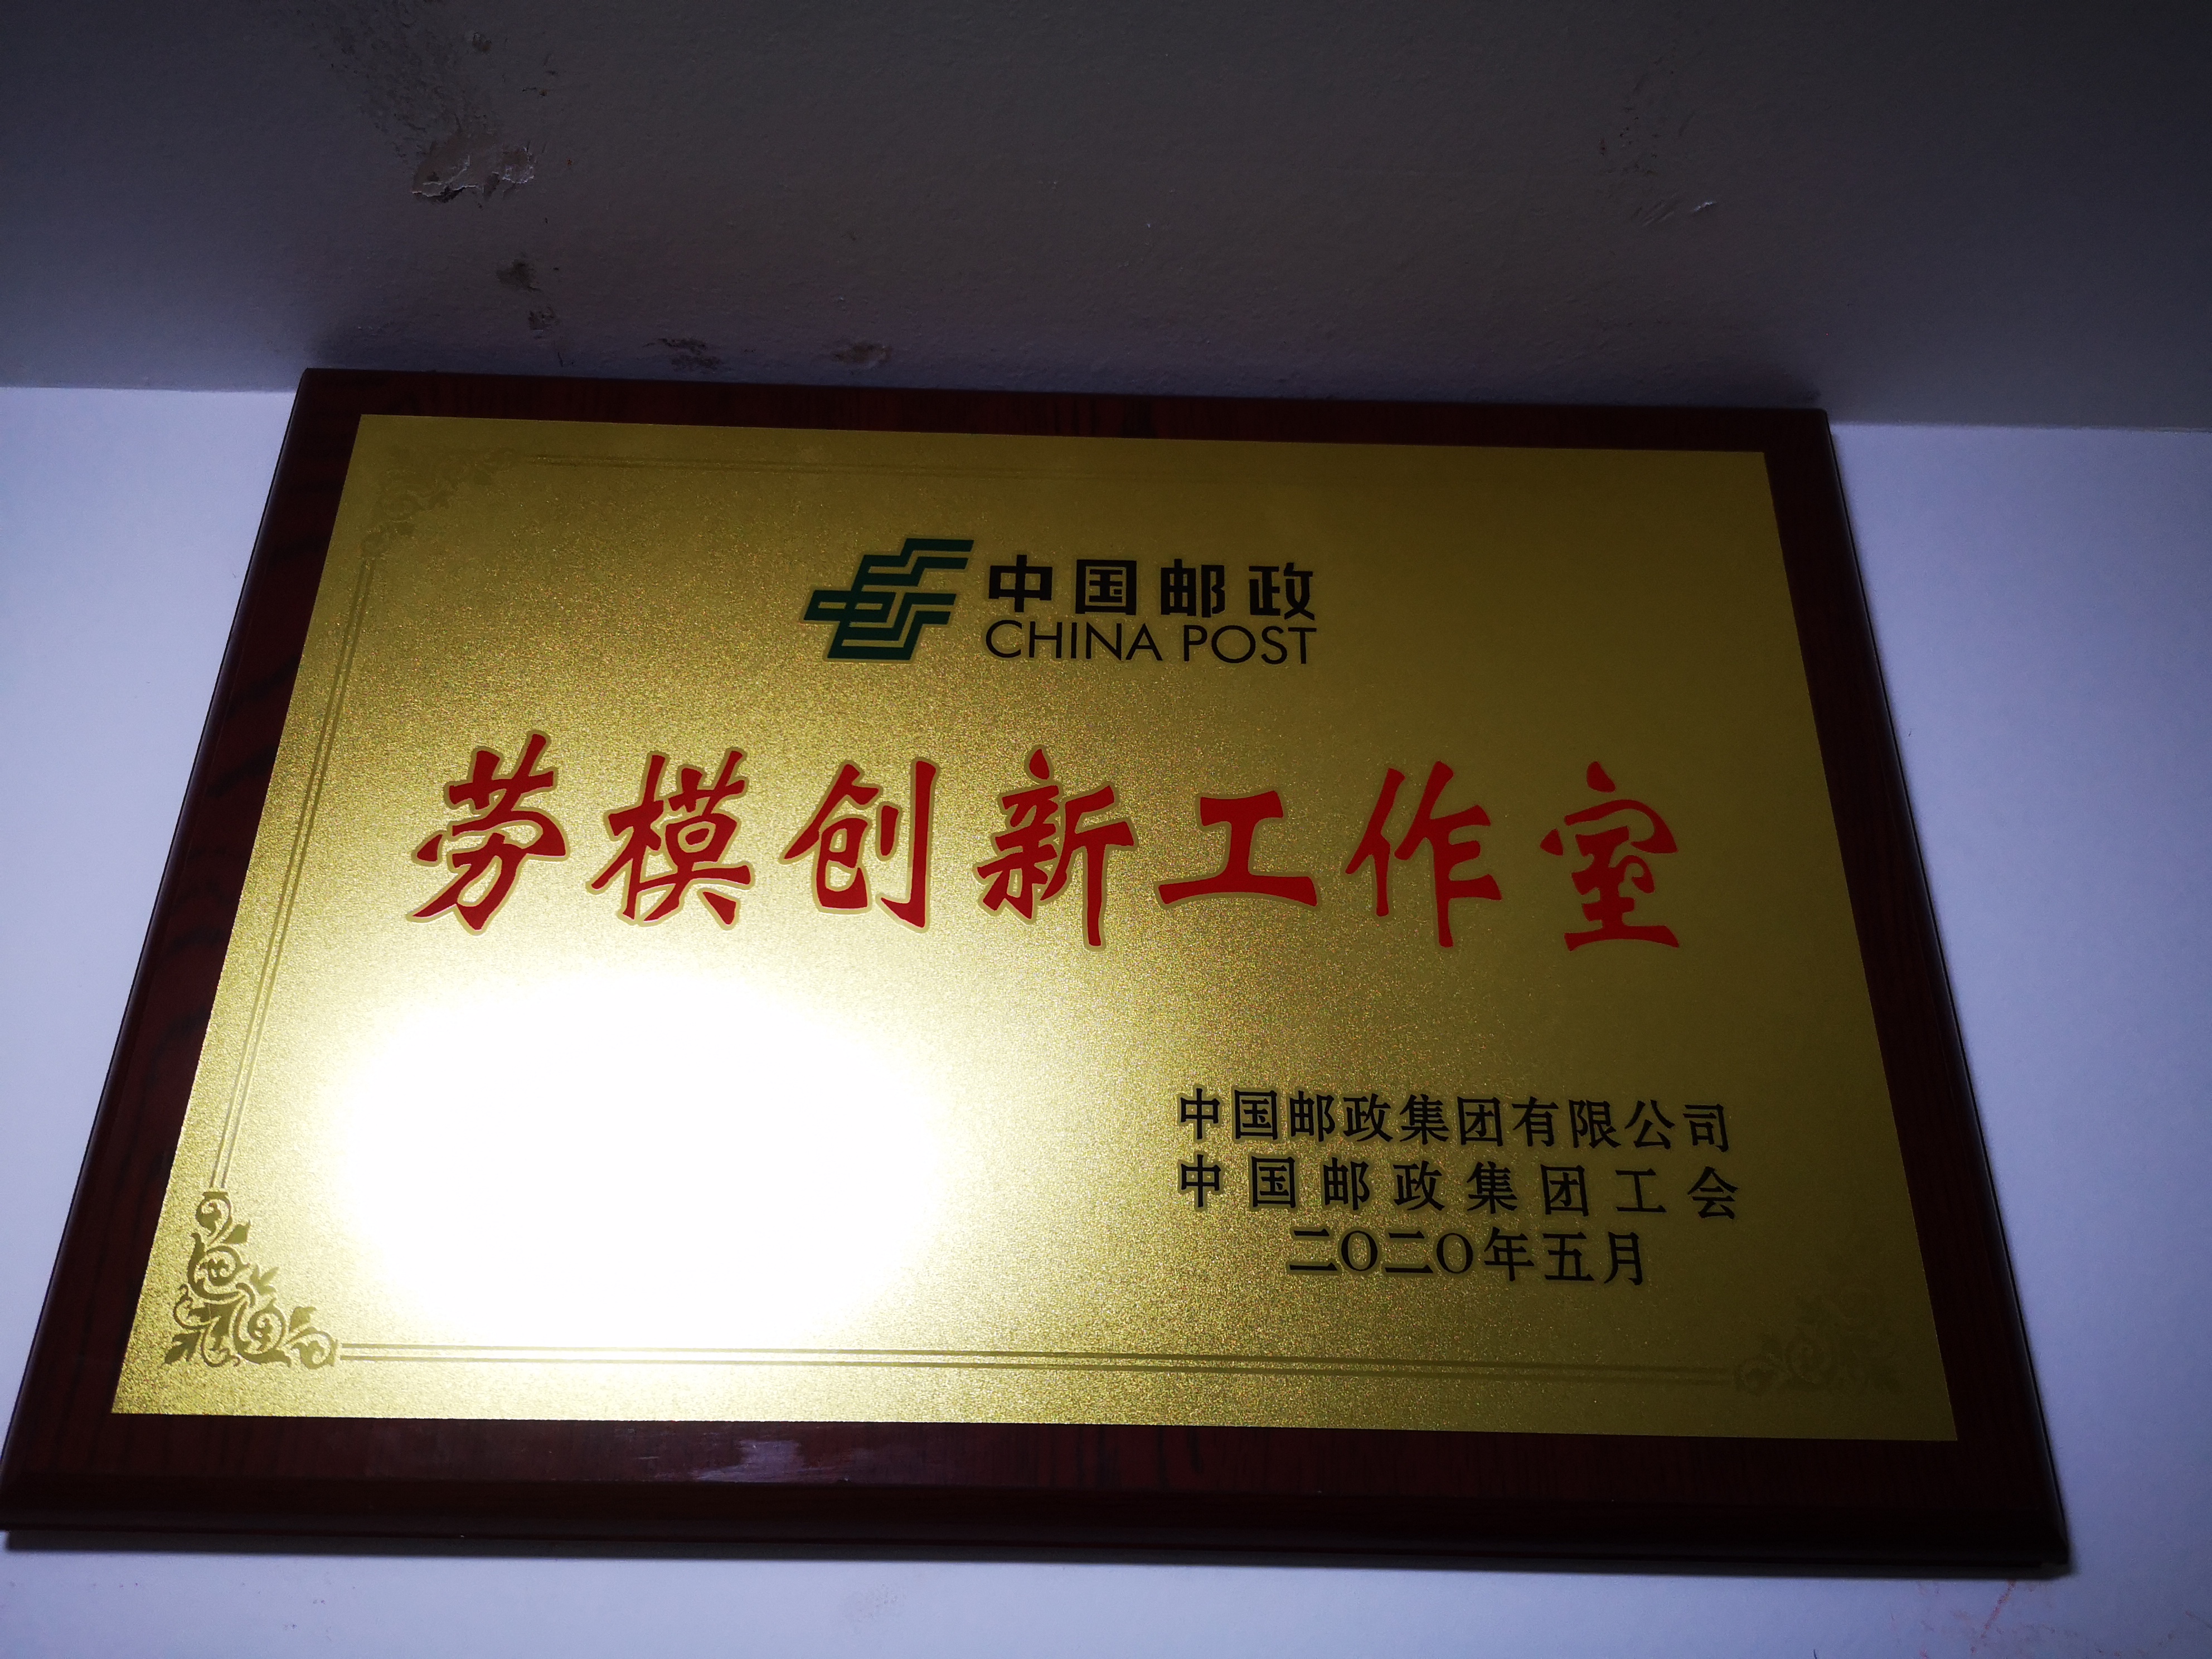 中国邮政
CHINA POST
劳模创新工作室
中国邮政集团有限公司
中国邮政集团工会
二〇二〇年五月